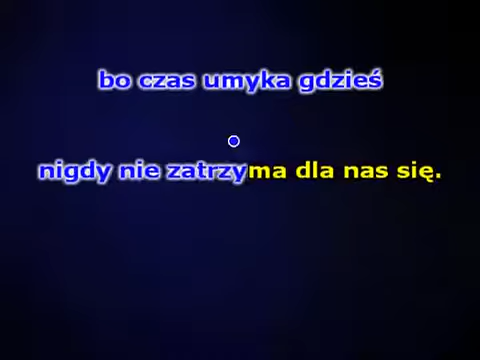 bo czas umyka gdzieś
nigdy nie zatrzyma dla nas się.